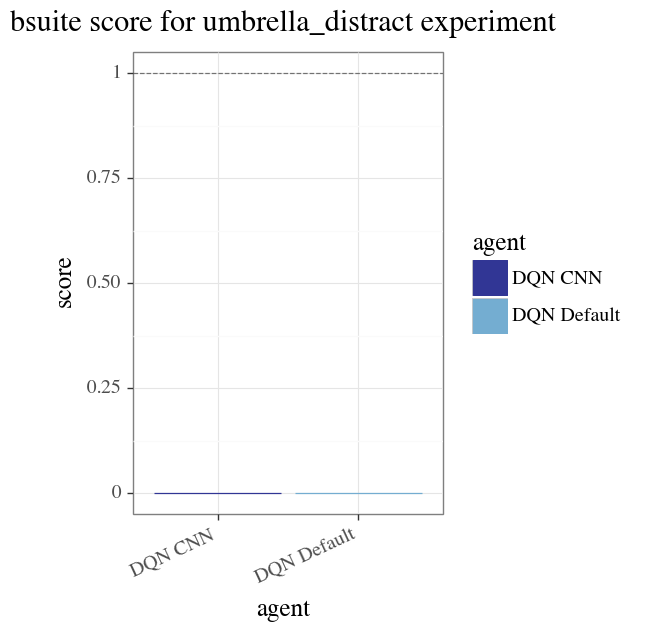 bsuite score for umbrella_distract experiment
1
0.75
0.50
0.25
0
score
DQN CNN
DQN Default
agent
agent
DQN CNN
DQN Default